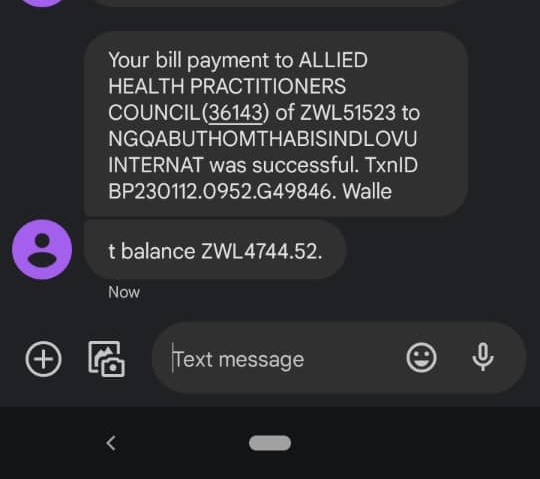 Your bill payment to ALLIED
HEALTH PRACTITIONERS
COUNCIL(36143) of ZWL51523 to
NGQABUTHOMTHABISINDLOVU
INTERNAT was successful. TxnID
BP230112.0952.G49846. Walle
t balance ZWL4744.52.
Now
Text message